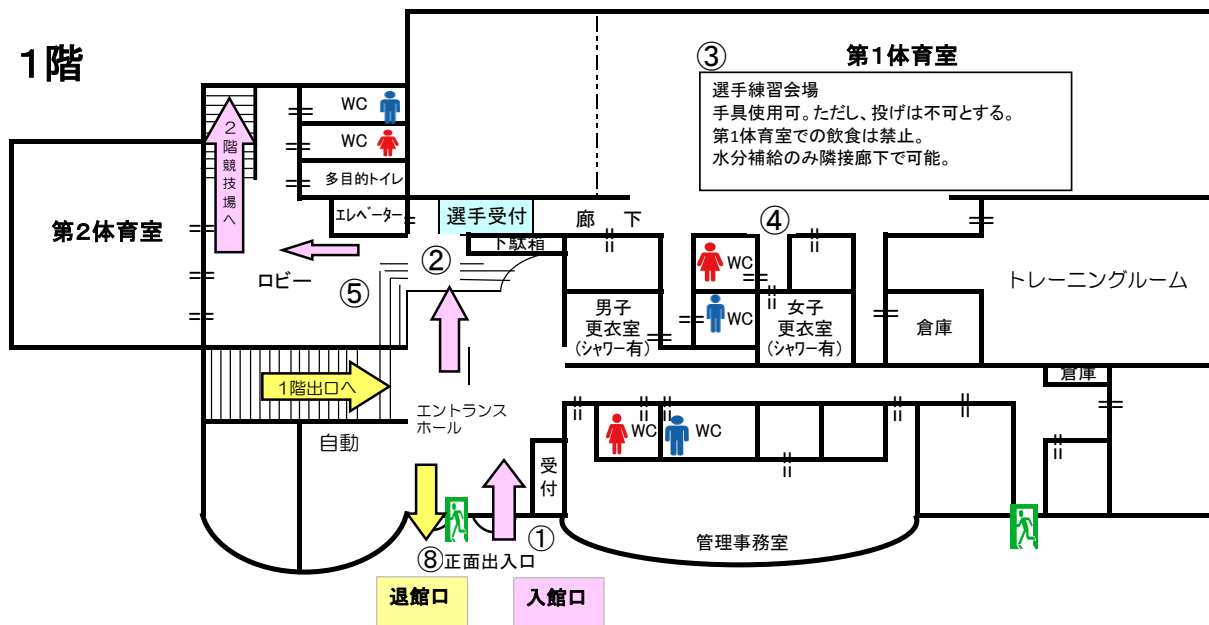 1階
③
第1体育室
選手練習会場
手具使用可。ただし、投げは不可とする。
第1体育室での飲食は禁止。
水分補給のみ隣接廊下で可能。
WC
WC
多目的トイレ
エレベーター
2階競技場へ
第2体育室
選手受付
廊 下
④
下駄箱
②
ロビー
⑤
WC
WC
男子
更衣室
(シャワー有)
女子
更衣室
(シャワー有)
倉庫
トレーニングルーム
倉庫
1階出口へ
エントランス
ホール
自動
WC
WC
受付
①
管理事務室
⑧正面出入口
退館口
入館口